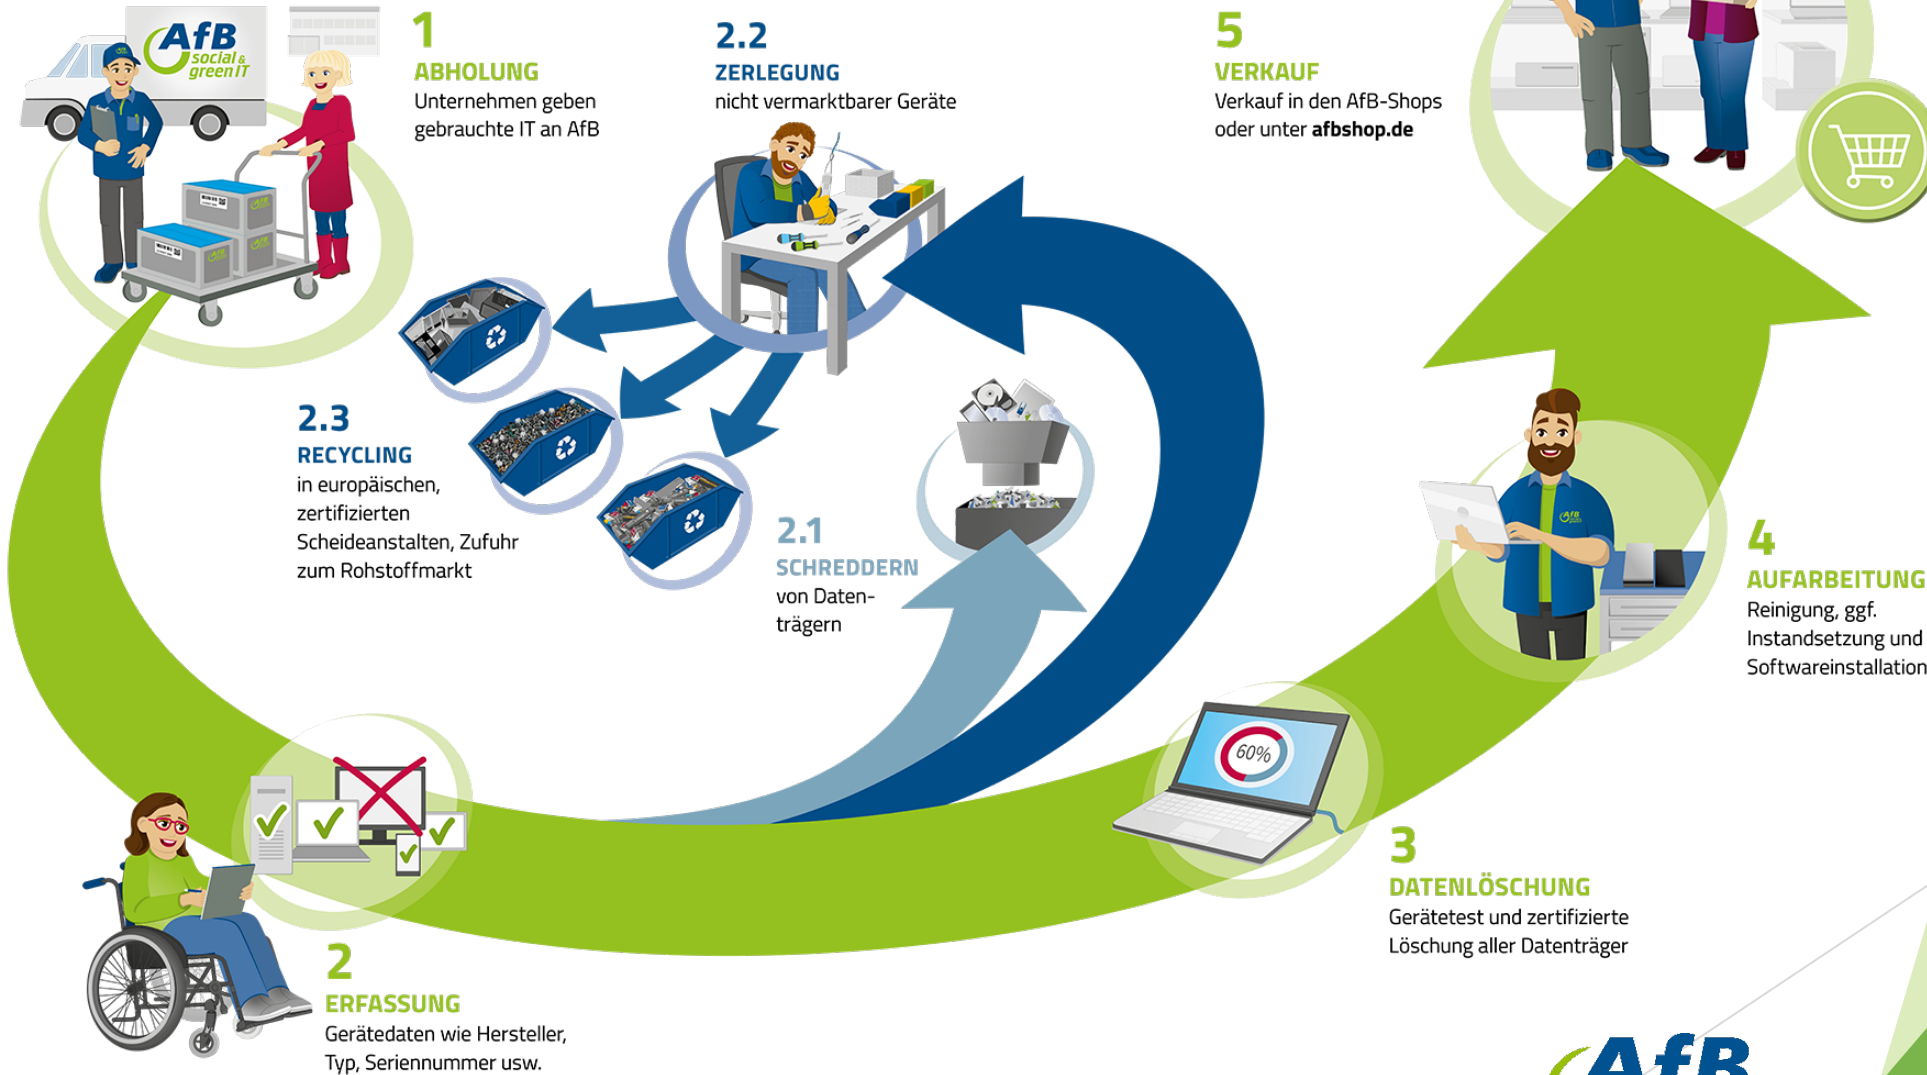 AfB
social &
green IT
1
ABHOLUNG
Unternehmen geben
gebrauchte IT an AfB
2.2
ZERLEGUNG
nicht vermarktbarer Geräte
5
VERKAUF
Verkauf in den AfB-Shops
oder unter afbshop.de
2.3
RECYCLING
in europäischen,
zertifizierten
Scheideanstalten, Zufuhr
zum Rohstoffmarkt
2.1
SCHREDDERN
von Daten-
trägern
AfB
4
AUFARBEITUNG
Reinigung, ggf.
Instandsetzung und
Softwareinstallation
60%
3
DATENLÖSCHUNG
Gerätetest und zertifizierte
Löschung aller Datenträger
2
ERFASSUNG
Gerätedaten wie Hersteller,
Typ, Seriennummer usw.
AfB